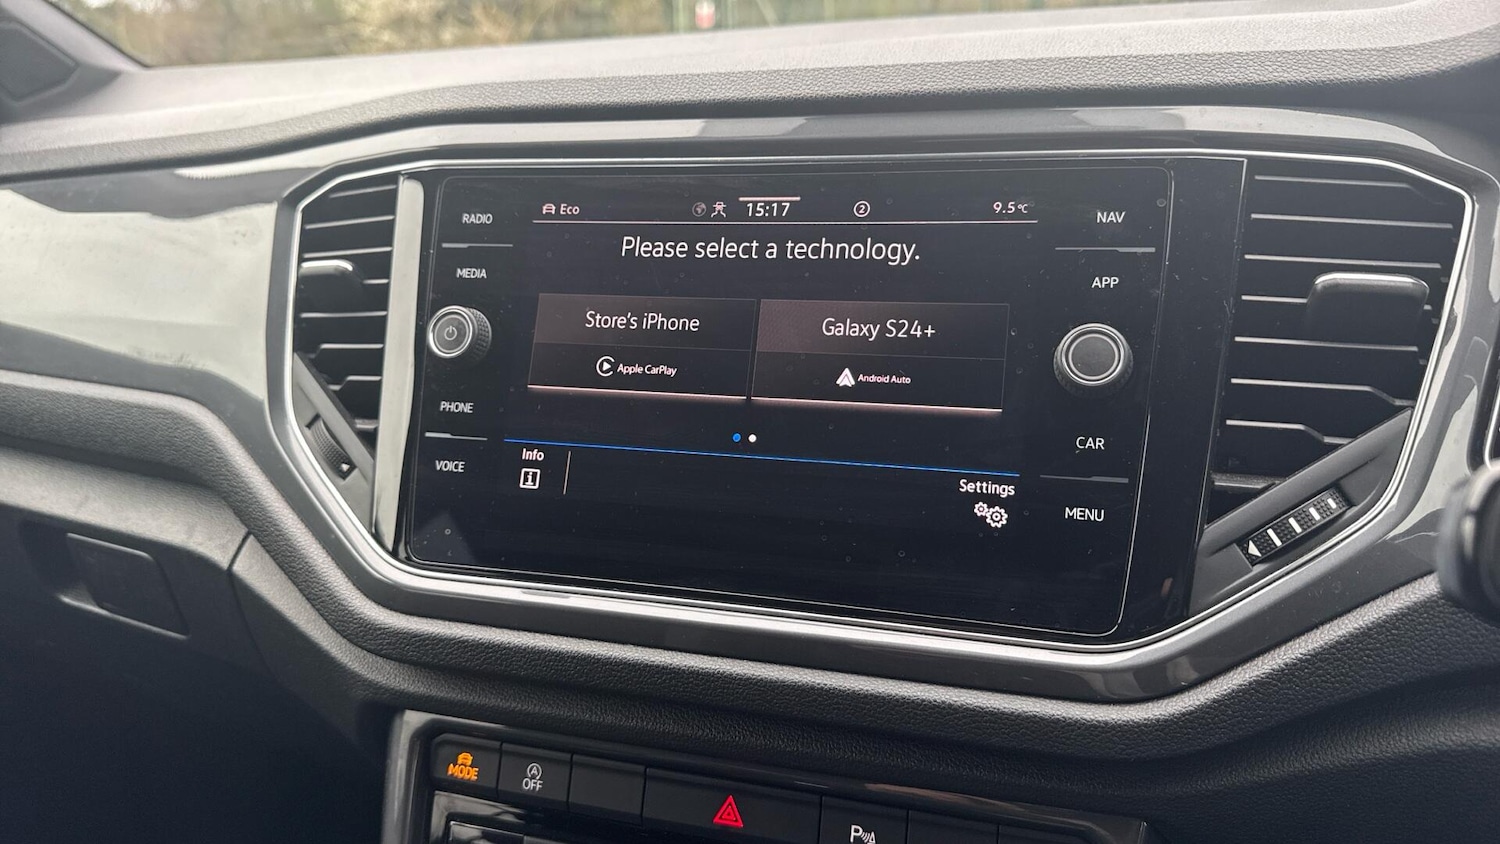 RADIO
MEDIA
PHONE
VOICE
Eco
15:17
2
9.5°C
Please select a technology.
Store's iPhone
Apple CarPlay
Galaxy S24+
Android Auto
Info
i
Settings
NAV
APP
CAR
MENU
MODE
A
OFF
P